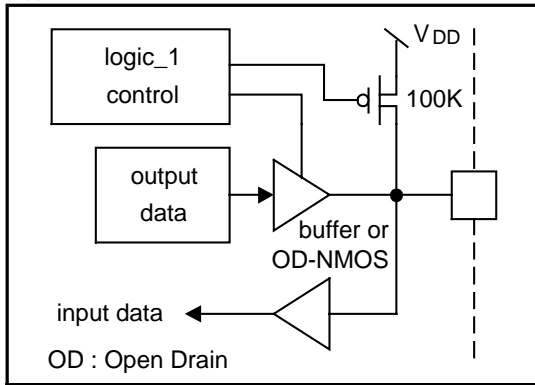 logic_1
control
V DD
100K
output
data
buffer or
OD-NMOS
input data
OD : Open Drain